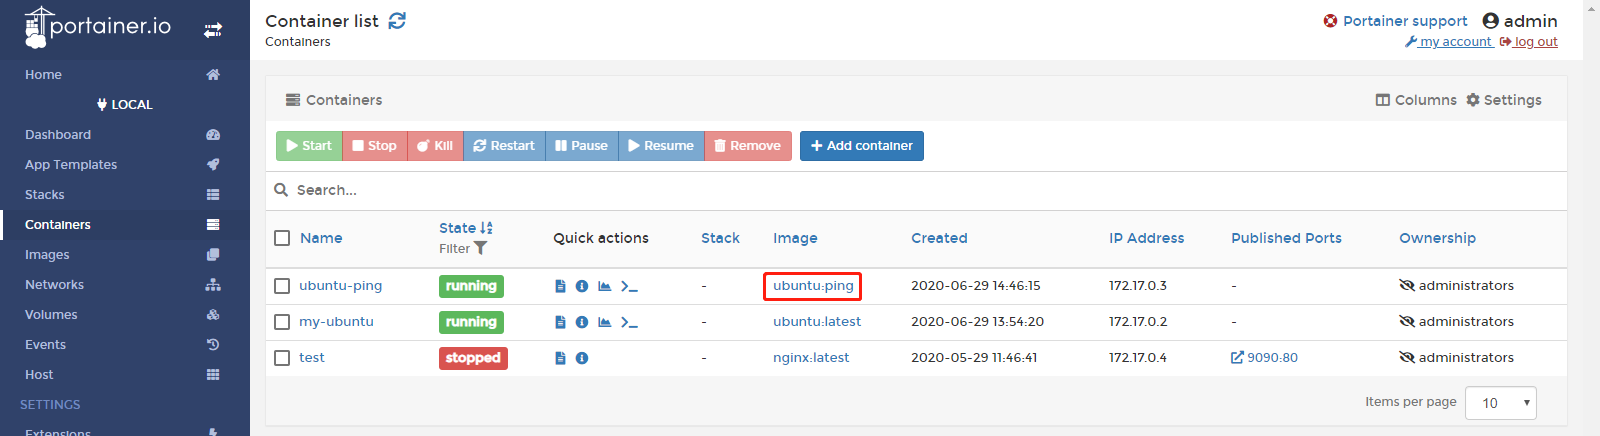 portainer.io
Container list
Containers
Portainer support
admin
my account
log out
Home
LOCAL
Dashboard
App Templates
Stacks
Containers
Images
Networks
Volumes
Events
Host
SETTINGS
Extensions
Containers
Columns
Settings
Start Stop Kill Restart Pause Resume Remove Add container
Search...
Name State Filter Quick actions Stack Image Created IP Address Published Ports Ownership
ubuntu-ping running - ubuntu:ping 2020-06-29 14:46:15 172.17.0.3 - administrators
my-ubuntu running - ubuntu:latest 2020-06-29 13:54:20 172.17.0.2 - administrators
test stopped - nginx:latest 2020-05-29 11:46:41 172.17.0.4 9090:80 administrators
Items per page 10